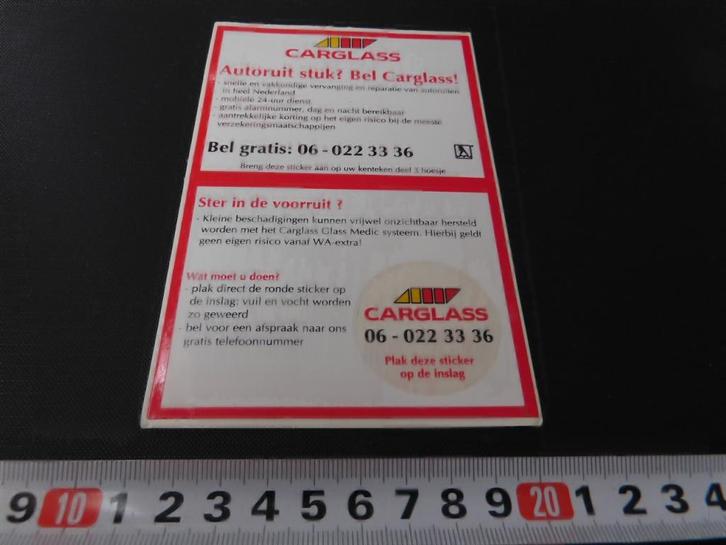 CARGLASS
Autoruit stuk? Bel Carglass!
- snelle en vakkundige vervanging en reparatie van autoruiten
in heel Nederland
- mobiele 24-uur dienst
- gratis alarmnummer, dag en nacht bereikbaar
- aantrekkelijke korting op het eigen risico bij de meeste
verzekeringsmaatschappijen
Bel gratis: 06 - 022 33 36
Breng deze sticker aan op uw kenteken deel 3 hoesje
Ster in de voorruit ?
- Kleine beschadigingen kunnen vrijwel onzichtbaar hersteld
worden met het Carglass Glass Medic systeem. Hierbij geldt
geen eigen risico vanaf WA-extra!
Wat moet u doen?
- plak direct de ronde sticker op
de inslag: vuil en vocht worden
zo geweerd
- bel voor een afspraak naar ons
gratis telefoonnummer
CARGLASS
06 - 022 33 36
Plak deze sticker
op de inslag
9 10 1 2 3 4 5 6 7 8 9 20 1 2 3 4